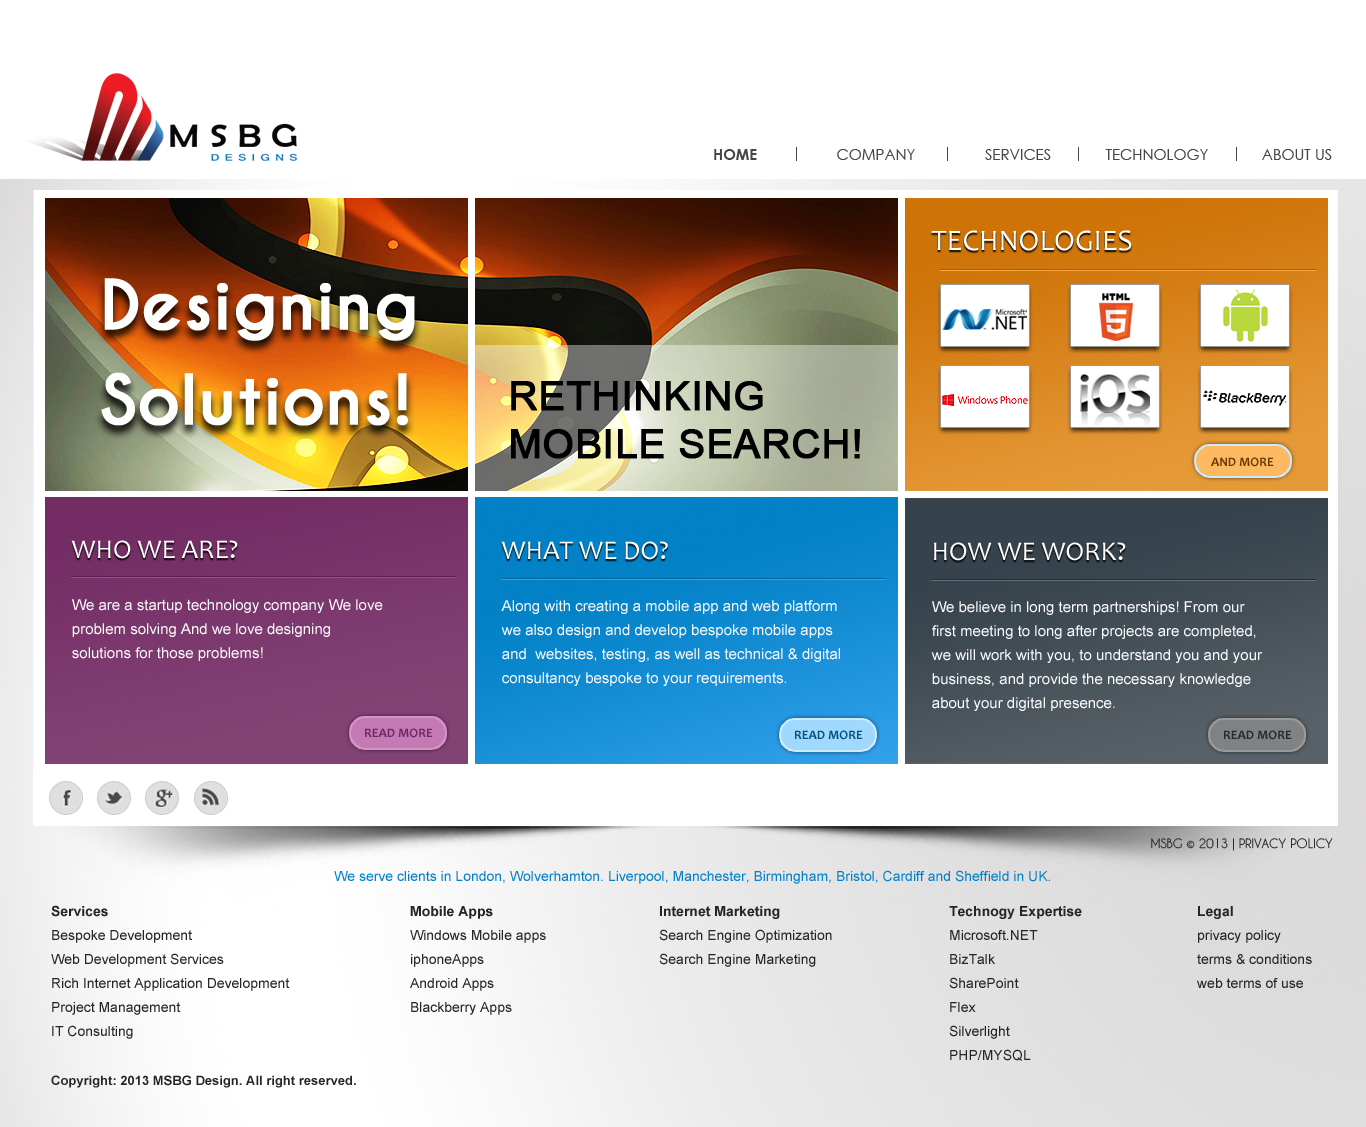 MSBG
DESIGNS
HOME | COMPANY | SERVICES | TECHNOLOGY | ABOUT US
Designing
Solutions!
RETHINKING
MOBILE SEARCH!
TECHNOLOGIES
Microsoft®
.NET
HTML
5
Windows Phone
iOS
BlackBerry
AND MORE
WHO WE ARE?
We are a startup technology company We love
problem solving And we love designing
solutions for those problems!
READ MORE
WHAT WE DO?
Along with creating a mobile app and web platform
we also design and develop bespoke mobile apps
and websites, testing, as well as technical & digital
consultancy bespoke to your requirements.
READ MORE
HOW WE WORK?
We believe in long term partnerships! From our
first meeting to long after projects are completed,
we will work with you, to understand you and your
business, and provide the necessary knowledge
about your digital presence.
READ MORE
MSBG © 2013 | PRIVACY POLICY
We serve clients in London, Wolverhamton. Liverpool, Manchester, Birmingham, Bristol, Cardiff and Sheffield in UK.
Services
Bespoke Development
Web Development Services
Rich Internet Application Development
Project Management
IT Consulting
Mobile Apps
Windows Mobile apps
iphoneApps
Android Apps
Blackberry Apps
Internet Marketing
Search Engine Optimization
Search Engine Marketing
Technogy Expertise
Microsoft.NET
BizTalk
SharePoint
Flex
Silverlight
PHP/MYSQL
Legal
privacy policy
terms & conditions
web terms of use
Copyright: 2013 MSBG Design. All right reserved.